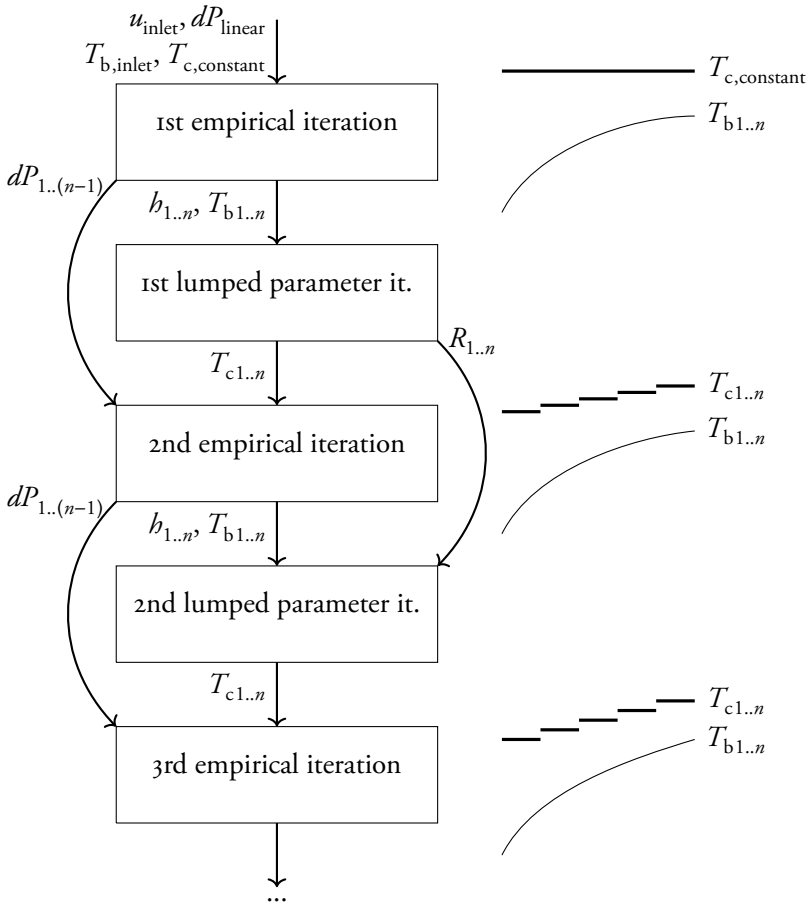 u_inlet, dP_linear
T_b,inlet, T_c,constant
1st empirical iteration
T_c,constant
T_b1..n
dP_1..(n−1)
h_1..n, T_b1..n
1st lumped parameter it.
R_1..n
T_c1..n
2nd empirical iteration
T_c1..n
T_b1..n
dP_1..(n−1)
h_1..n, T_b1..n
2nd lumped parameter it.
T_c1..n
3rd empirical iteration
T_c1..n
T_b1..n
...